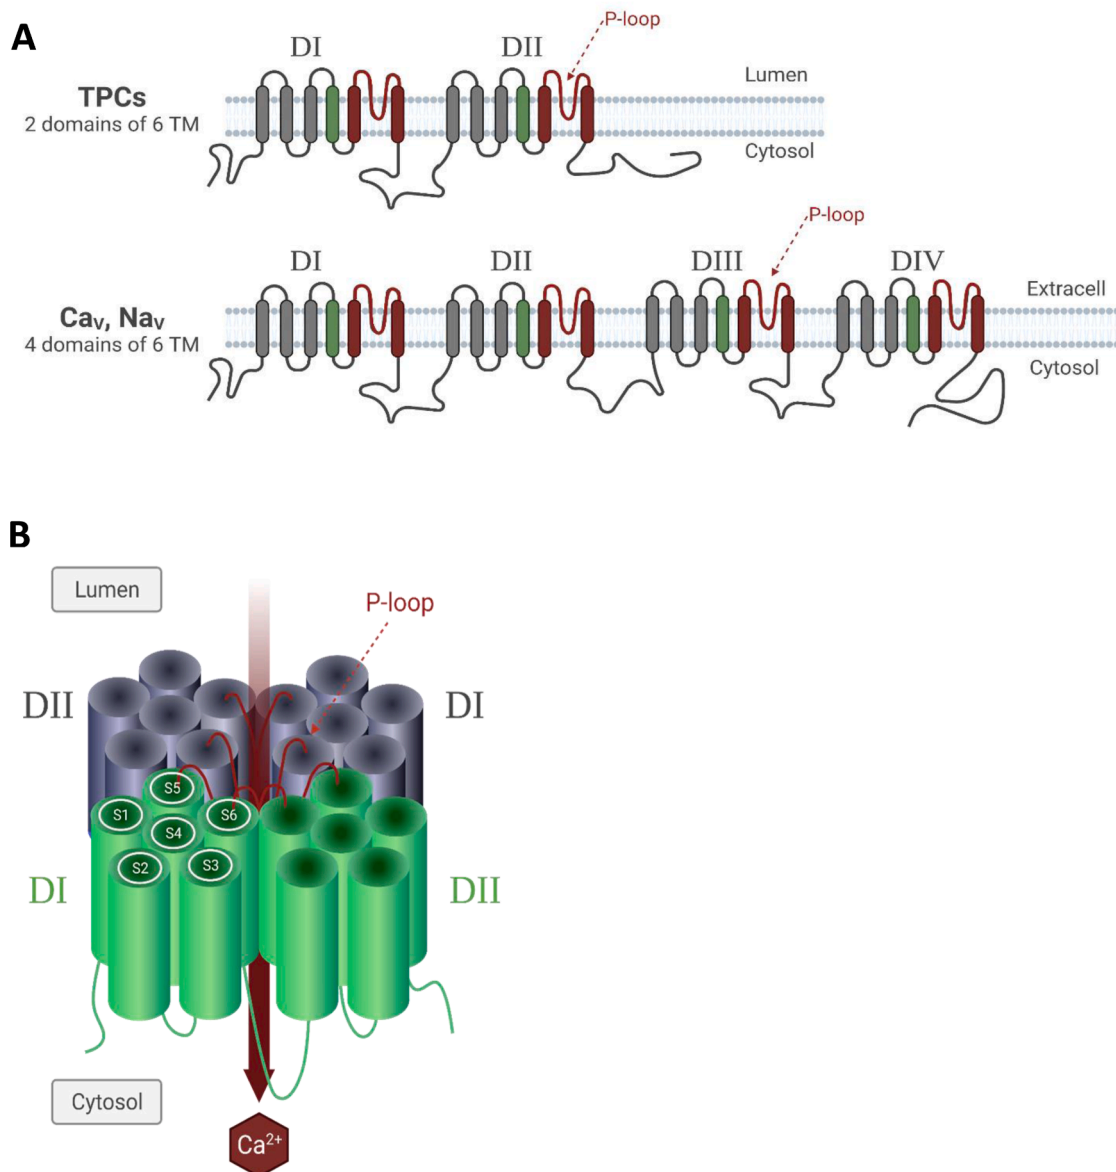 A
DI
DII
P-loop
TPCs
2 domains of 6 TM
Lumen
Cytosol
P-loop
DI
DII
DIII
DIV
Caᵥ, Naᵥ
4 domains of 6 TM
Extracell
Cytosol
B
Lumen
P-loop
DII
DI
S5
S1
S6
S4
S2
S3
DI
DII
Cytosol
Ca²⁺